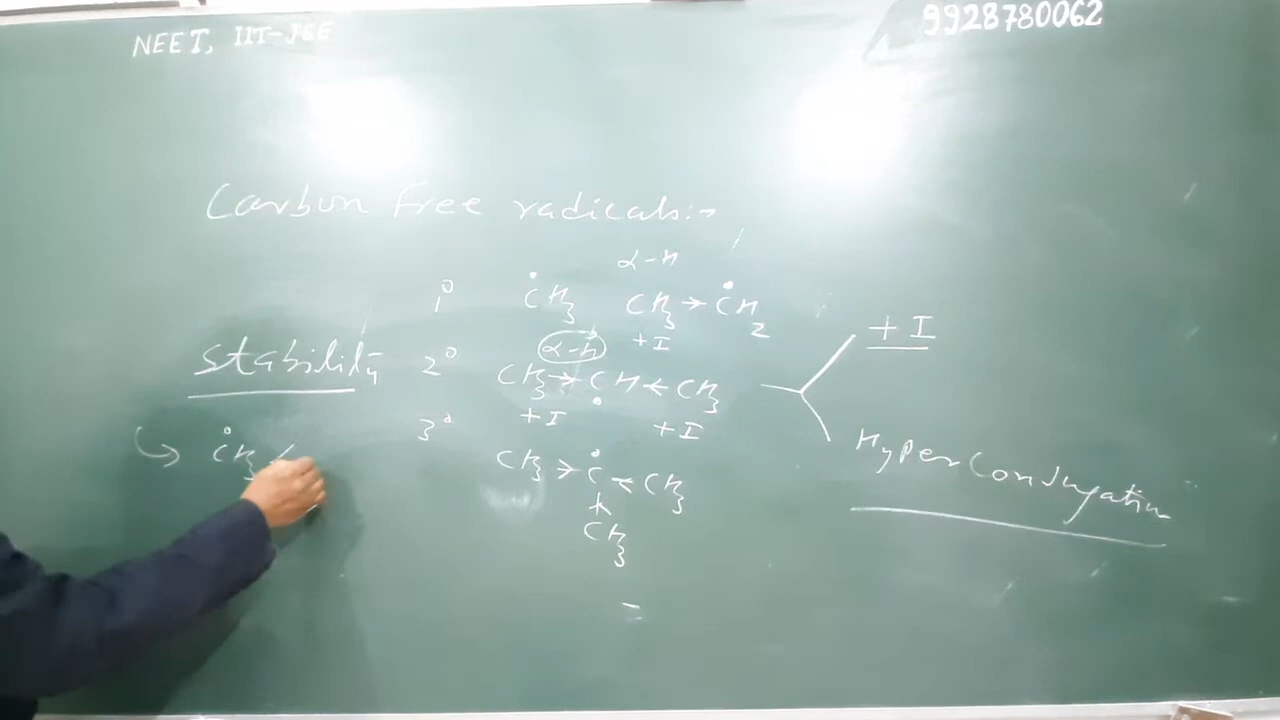 NEET, IIT-JEE
9928780062
Carbon Free radicals:-
α-H
1° ĊH3 CH3→ĊH2
+I
+I
α-H
Stability 2° CH3→ĊH←CH3
+I +I
3°
ĊH3 <
CH3→Ċ←CH3
CH3
Hyperconjugation